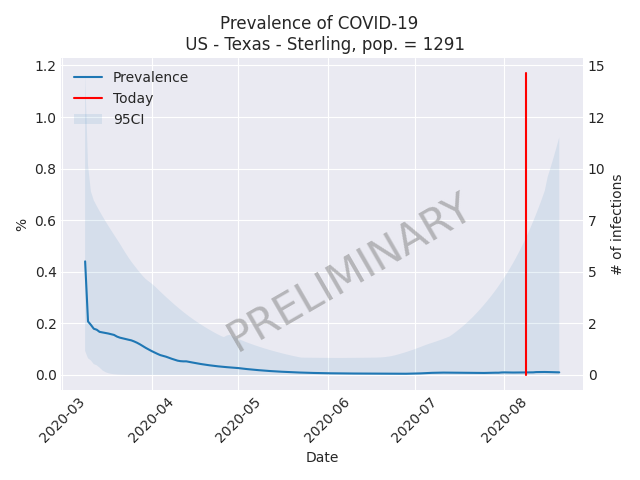 Prevalence of COVID-19
US - Texas - Sterling, pop. = 1291
Prevalence
Today
95CI
%
1.2
1.0
0.8
0.6
0.4
0.2
0.0
15
12
10
7
5
2
0
# of infections
PRELIMINARY
2020-03
2020-04
2020-05
2020-06
2020-07
2020-08
Date